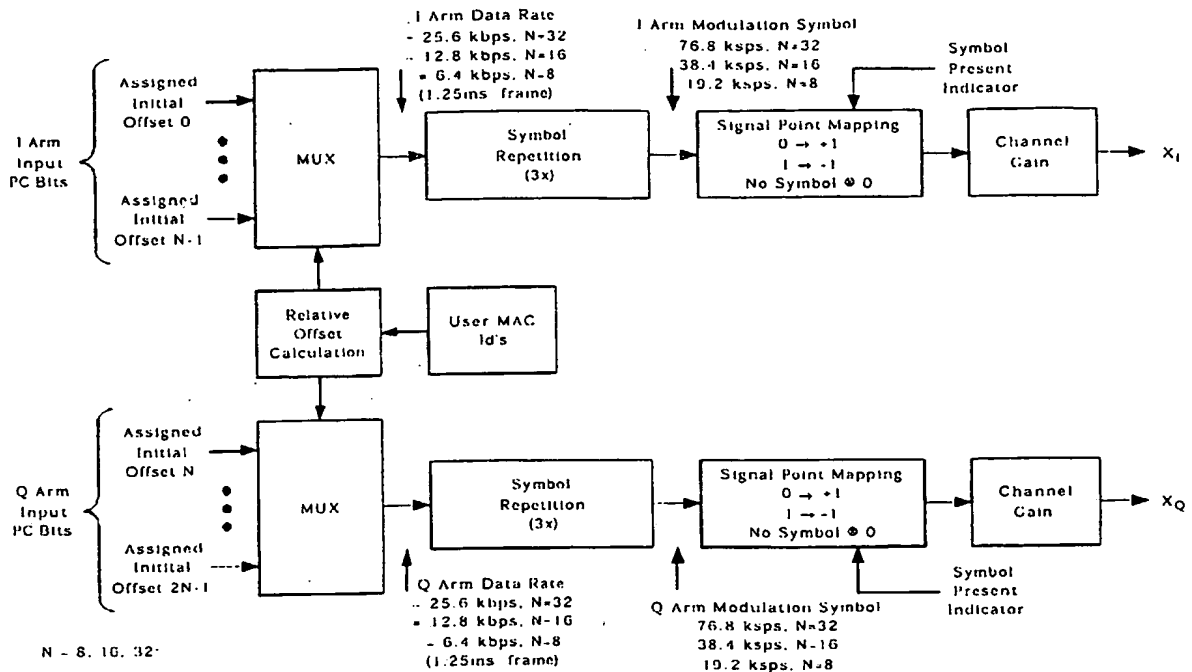 I Arm Data Rate
- 25.6 kbps, N=32
- 12.8 kbps, N=16
= 6.4 kbps, N=8
(1.25ms frame)
I Arm Modulation Symbol
76.8 ksps, N=32
38.4 ksps, N=16
19.2 ksps, N=8
Symbol
Present
Indicator
I Arm
Input
PC Bits
Assigned
Initial
Offset 0
Assigned
Initial
Offset N-1
MUX
Symbol
Repetition
(3x)
Signal Point Mapping
0 → +1
1 → -1
No Symbol ⊗ 0
Channel
Gain
X_I
Relative
Offset
Calculation
User MAC
Id's
Q Arm
Input
PC Bits
Assigned
Initial
Offset N
Assigned
Initital
Offset 2N-1
MUX
Symbol
Repetition
(3x)
Signal Point Mapping
0 → +1
1 → -1
No Symbol ⊗ 0
Channel
Gain
X_Q
Q Arm Data Rate
- 25.6 kbps, N=32
= 12.8 kbps, N-16
- 6.4 kbps, N=8
(1.25ms frame)
Q Arm Modulation Symbol
76.8 ksps, N=32
38.4 ksps, N-16
19.2 ksps, N=8
Symbol
Present
Indicator
N - 8, 16, 32